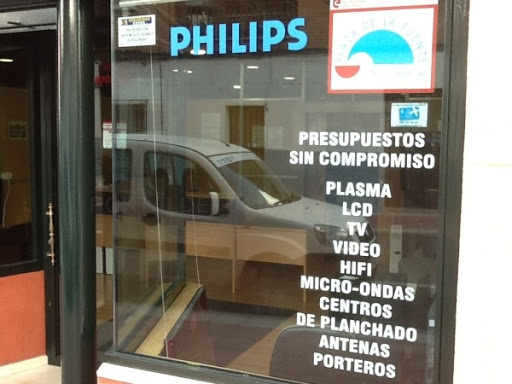 PHILIPS
PLAZA DE LA FUENTE
PRESUPUESTOS
SIN COMPROMISO
PLASMA
LCD
TV
VIDEO
HIFI
MICRO-ONDAS
CENTROS
DE PLANCHADO
ANTENAS
PORTEROS